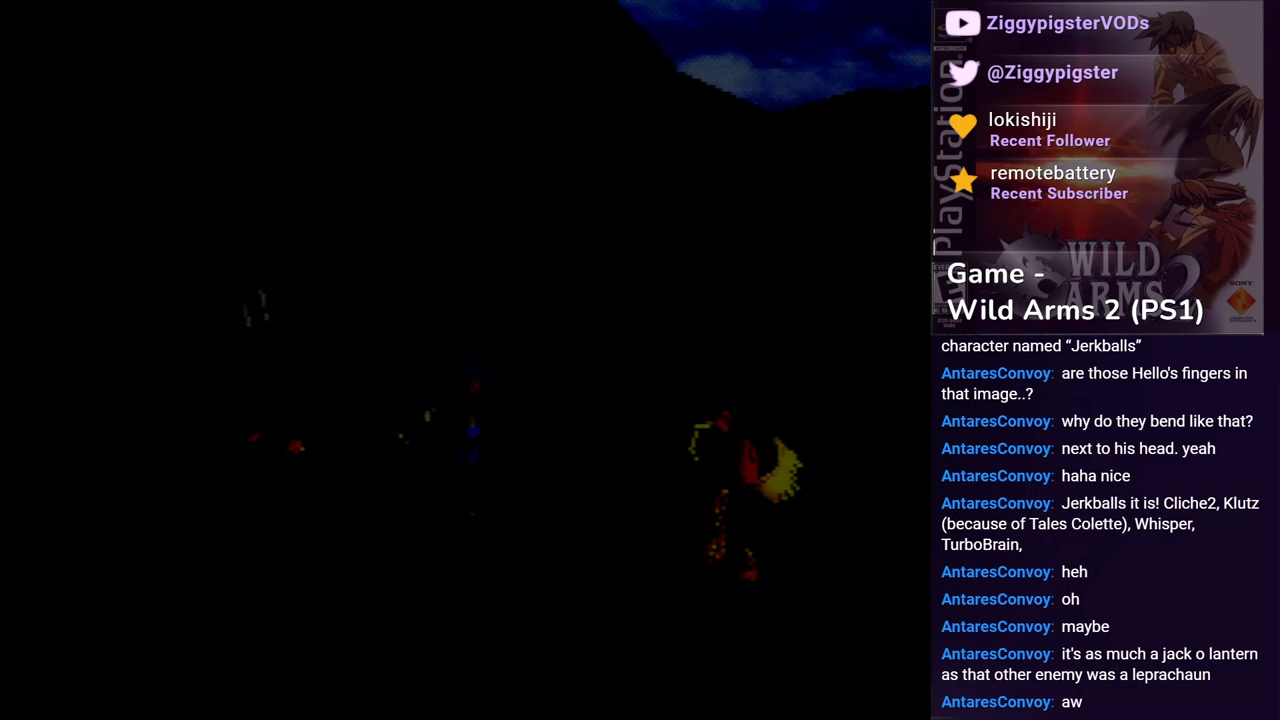 ZiggypigsterVODs
@Ziggypigster
lokishiji
Recent Follower
remotebattery
Recent Subscriber
PlayStation
WILD
ARMS 2
SONY
Game -
Wild Arms 2 (PS1)
character named “Jerkballs”
AntaresConvoy: are those Hello's fingers in
that image..?
AntaresConvoy: why do they bend like that?
AntaresConvoy: next to his head. yeah
AntaresConvoy: haha nice
AntaresConvoy: Jerkballs it is! Cliche2, Klutz
(because of Tales Colette), Whisper,
TurboBrain,
AntaresConvoy: heh
AntaresConvoy: oh
AntaresConvoy: maybe
AntaresConvoy: it's as much a jack o lantern
as that other enemy was a leprachaun
AntaresConvoy: aw